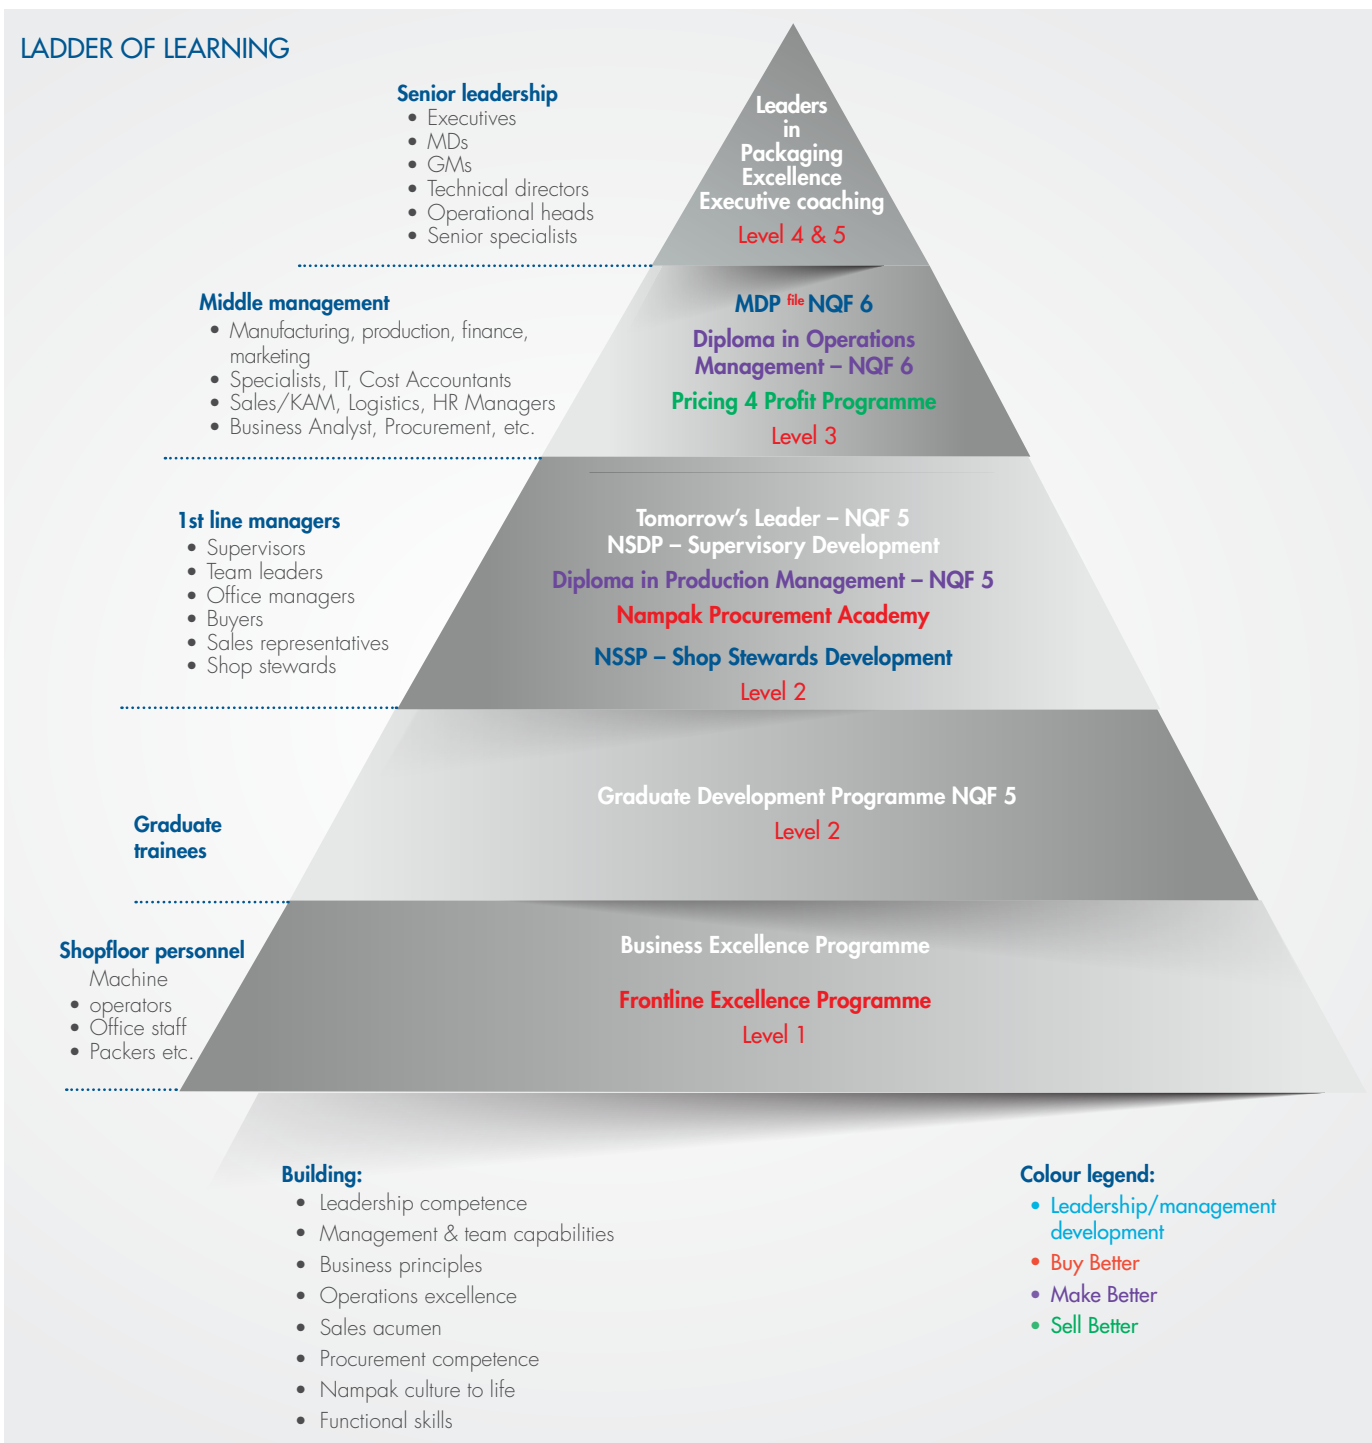 LADDER OF LEARNING
Senior leadership
• Executives
• MDs
• GMs
• Technical directors
• Operational heads
• Senior specialists
Leaders
in
Packaging
Excellence
Executive coaching
Level 4 & 5
Middle management
• Manufacturing, production, finance,
marketing
• Specialists, IT, Cost Accountants
• Sales/KAM, Logistics, HR Managers
• Business Analyst, Procurement, etc.
MDP file NQF 6
Diploma in Operations
Management – NQF 6
Pricing 4 Profit Programme
Level 3
1st line managers
• Supervisors
• Team leaders
• Office managers
• Buyers
• Sales representatives
• Shop stewards
Tomorrow's Leader – NQF 5
NSDP – Supervisory Development
Diploma in Production Management – NQF 5
Nampak Procurement Academy
NSSP – Shop Stewards Development
Level 2
Graduate
trainees
Graduate Development Programme NQF 5
Level 2
Shopfloor personnel
Machine
• operators
• Office staff
• Packers etc.
Business Excellence Programme
Frontline Excellence Programme
Level 1
Building:
• Leadership competence
• Management & team capabilities
• Business principles
• Operations excellence
• Sales acumen
• Procurement competence
• Nampak culture to life
• Functional skills
Colour legend:
• Leadership/management
development
• Buy Better
• Make Better
• Sell Better